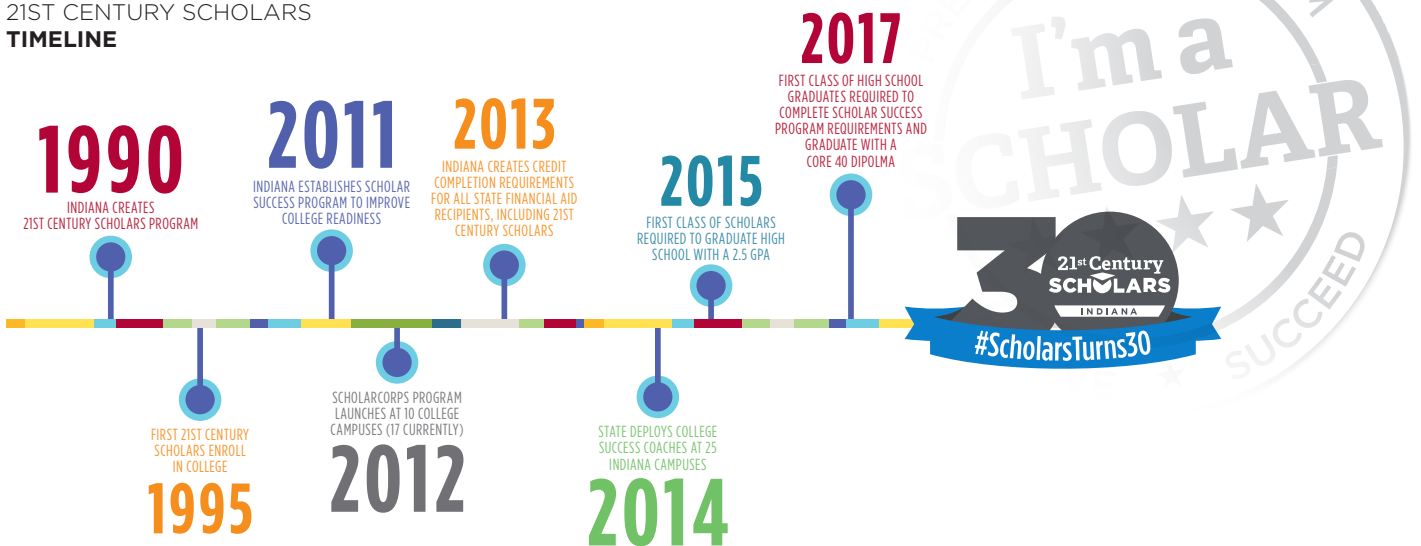 21ST CENTURY SCHOLARS
TIMELINE
1990
INDIANA CREATES
21ST CENTURY SCHOLARS PROGRAM
FIRST 21ST CENTURY
SCHOLARS ENROLL
IN COLLEGE
1995
2011
INDIANA ESTABLISHES SCHOLAR
SUCCESS PROGRAM TO IMPROVE
COLLEGE READINESS
SCHOLARCORPS PROGRAM
LAUNCHES AT 10 COLLEGE
CAMPUSES (17 CURRENTLY)
2012
2013
INDIANA CREATES CREDIT
COMPLETION REQUIREMENTS
FOR ALL STATE FINANCIAL AID
RECIPIENTS, INCLUDING 21ST
CENTURY SCHOLARS
STATE DEPLOYS COLLEGE
SUCCESS COACHES AT 25
INDIANA CAMPUSES
2014
2015
FIRST CLASS OF SCHOLARS
REQUIRED TO GRADUATE HIGH
SCHOOL WITH A 2.5 GPA
2017
FIRST CLASS OF HIGH SCHOOL
GRADUATES REQUIRED TO
COMPLETE SCHOLAR SUCCESS
PROGRAM REQUIREMENTS AND
GRADUATE WITH A
CORE 40 DIPOLMA
I'm a
SCHOLAR
SUCCEED
30
21st Century
SCHOLARS
INDIANA
#ScholarsTurns30